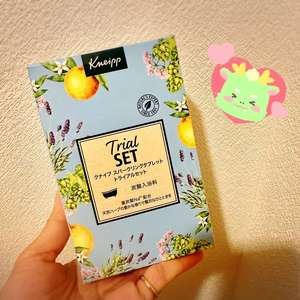 Kneipp
Trial
SET
クナイプ スパークリングタブレット
トライアルセット
炭酸入浴料